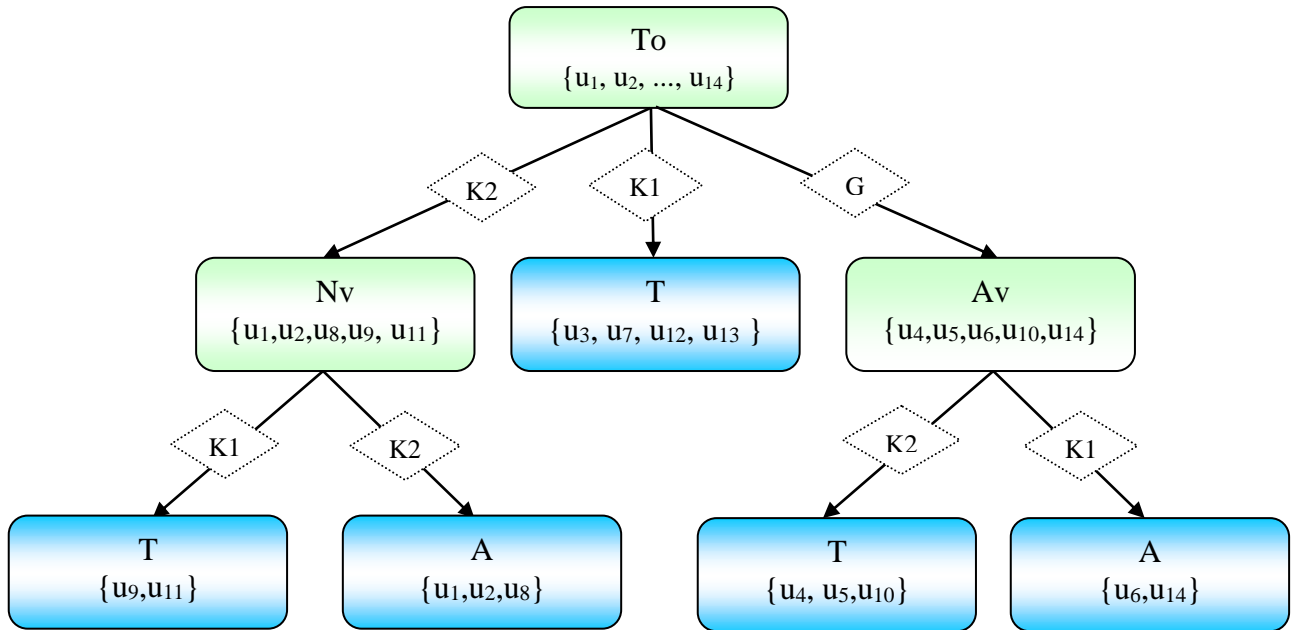 To
{u₁, u₂, ..., u₁₄}
K2
K1
G
Nv
{u₁,u₂,u₈,u₉, u₁₁}
T
{u₃, u₇, u₁₂, u₁₃ }
Av
{u₄,u₅,u₆,u₁₀,u₁₄}
K1
K2
K2
K1
T
{u₉,u₁₁}
A
{u₁,u₂,u₈}
T
{u₄, u₅,u₁₀}
A
{u₆,u₁₄}